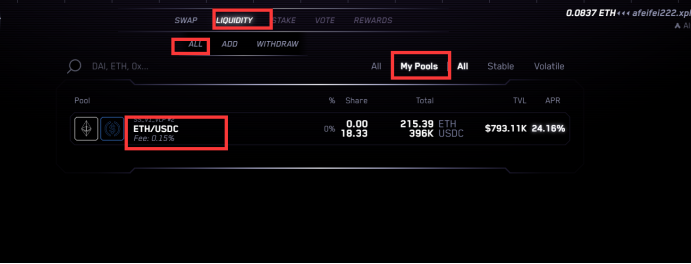 SWAP LIQUIDITY STAKE VOTE REWARDS 0.0837 ETH afeifei222.xpl
ALL ADD WITHDRAW
DAI, ETH, 0x... All My Pools All Stable Volatile
Pool % Share Total TVL APR
ETH/USDC 0% 0.00 215.39 ETH $793.11K 24.16%
Fee: 0.15% 18.33 396K USDC